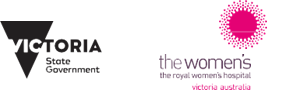 VICTORIA
State
Government
the women's
the royal women's hospital
victoria australia